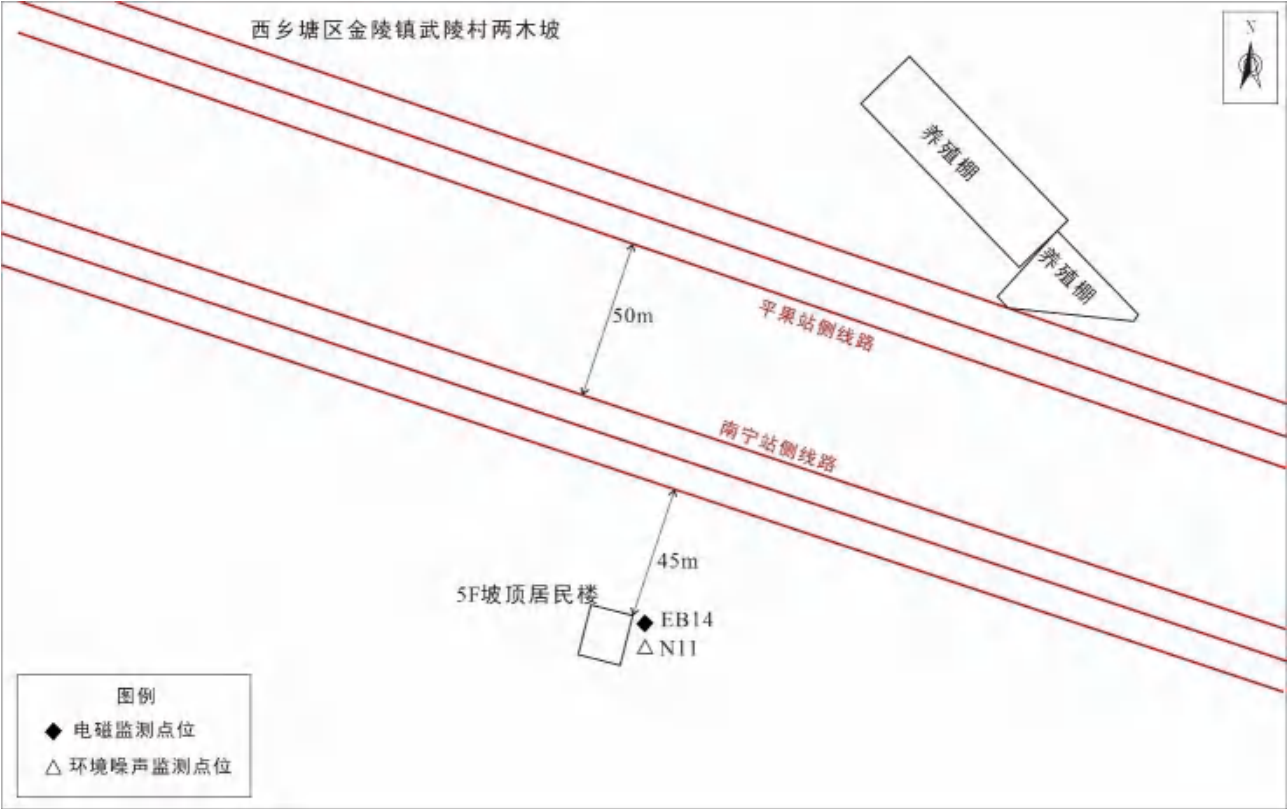 西乡塘区金陵镇武陵村两木坡
N
养殖棚
养殖棚
50m
平果站侧线路
南宁站侧线路
45m
5F坡顶居民楼
EB14
N11
图例
电磁监测点位
环境噪声监测点位